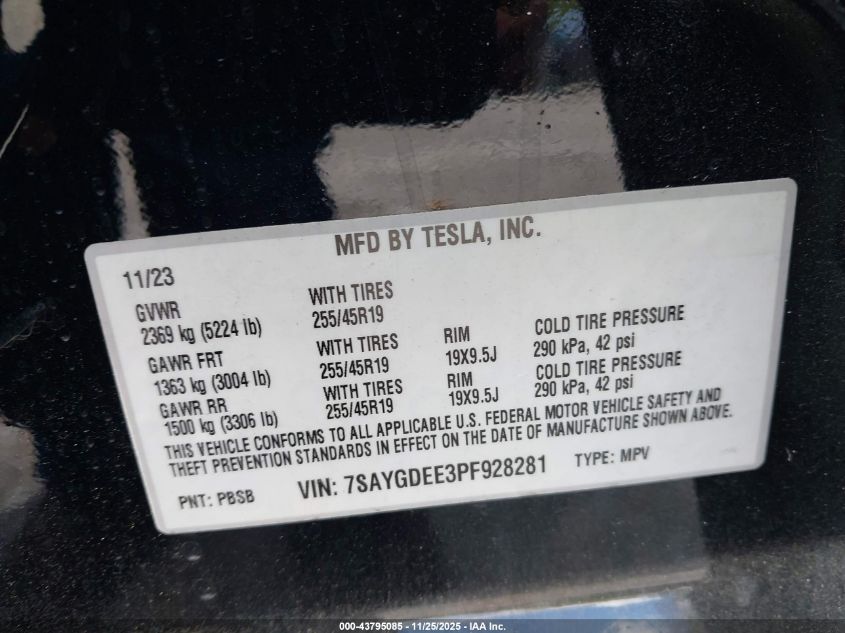 MFD BY TESLA, INC.
11/23
GVWR WITH TIRES
2369 kg (5224 lb) 255/45R19
GAWR FRT WITH TIRES RIM COLD TIRE PRESSURE
1363 kg (3004 lb) 255/45R19 19X9.5J 290 kPa, 42 psi
GAWR RR WITH TIRES RIM COLD TIRE PRESSURE
1500 kg (3306 lb) 255/45R19 19X9.5J 290 kPa, 42 psi
THIS VEHICLE CONFORMS TO ALL APPLICABLE U.S. FEDERAL MOTOR VEHICLE SAFETY AND
THEFT PREVENTION STANDARDS IN EFFECT ON THE DATE OF MANUFACTURE SHOWN ABOVE.
PNT: PBSB VIN: 7SAYGDEE3PF928281 TYPE: MPV
000-43795085 - 11/25/2025 - IAA Inc.